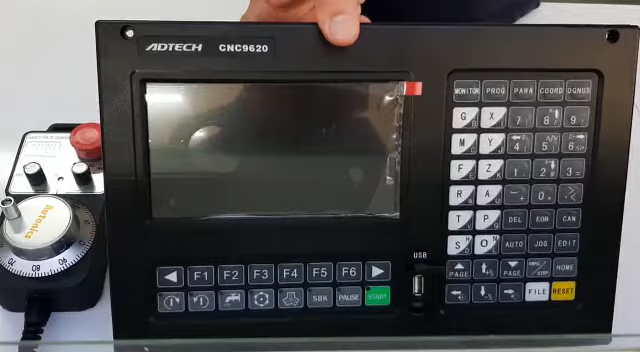 ADTECH CNC9620
MONITOR PROG PARA COORD DGNOS
G X 7 8 9
M Y 4 5 6
F Z 1 2 3
R A 0
T P DEL EOB CAN
S O AUTO JOG EDIT
PAGE PAGE HOME
FILE RESET
USB
F1 F2 F3 F4 F5 F6
SBK PAUSE START
Autonics